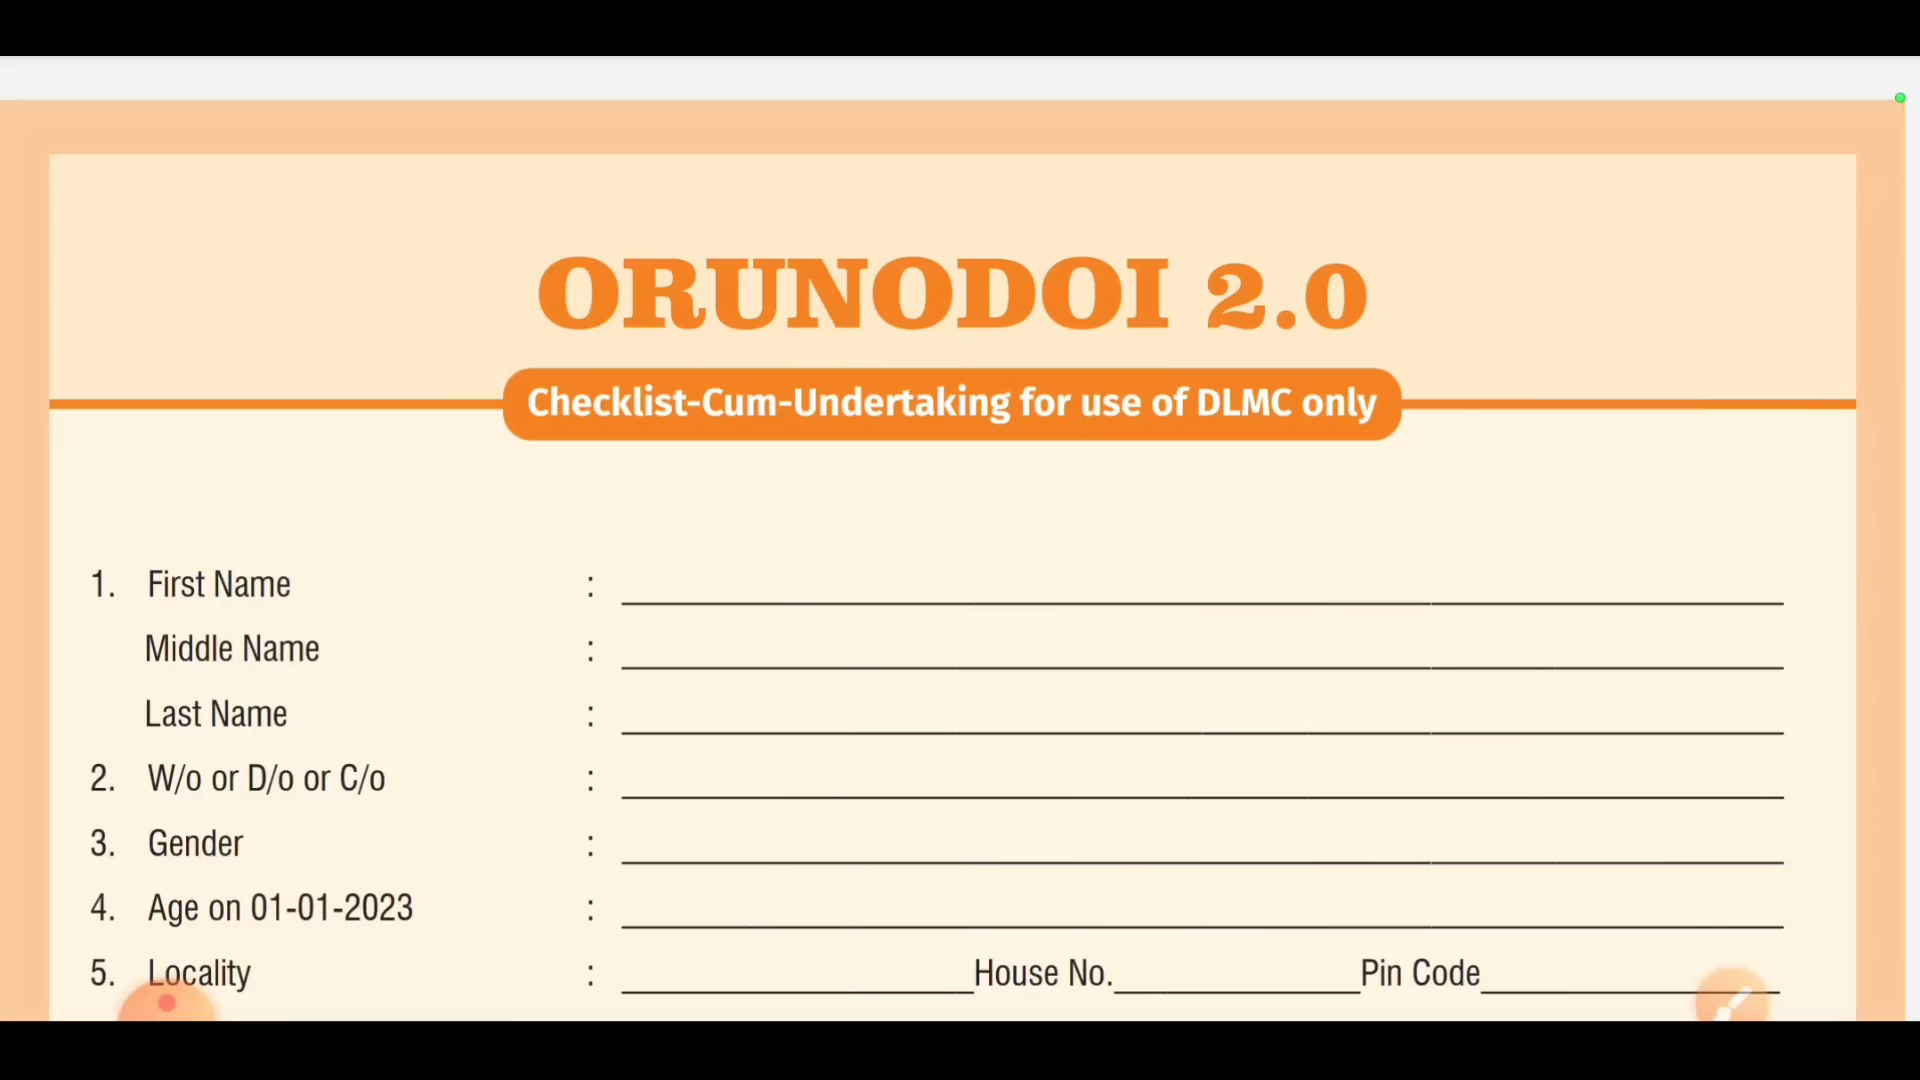 ORUNODOI 2.0
Checklist-Cum-Undertaking for use of DLMC only
1. First Name : 
Middle Name : 
Last Name : 
2. W/o or D/o or C/o : 
3. Gender : 
4. Age on 01-01-2023 : 
5. Locality : House No. Pin Code